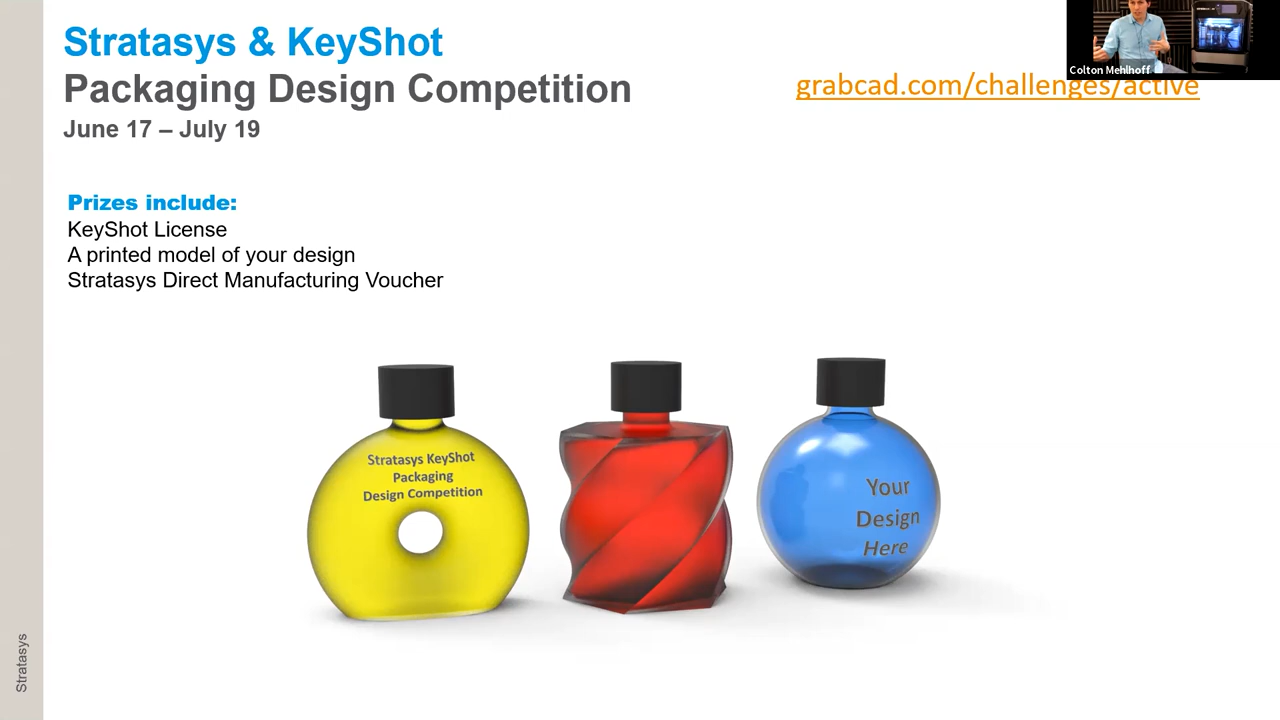 Stratasys & KeyShot
Packaging Design Competition
June 17 – July 19
grabcad.com/challenges/active
Colton Mehlhoff
Prizes include:
KeyShot License
A printed model of your design
Stratasys Direct Manufacturing Voucher
Stratasys KeyShot
Packaging
Design Competition
Your
Design
Here
Stratasys